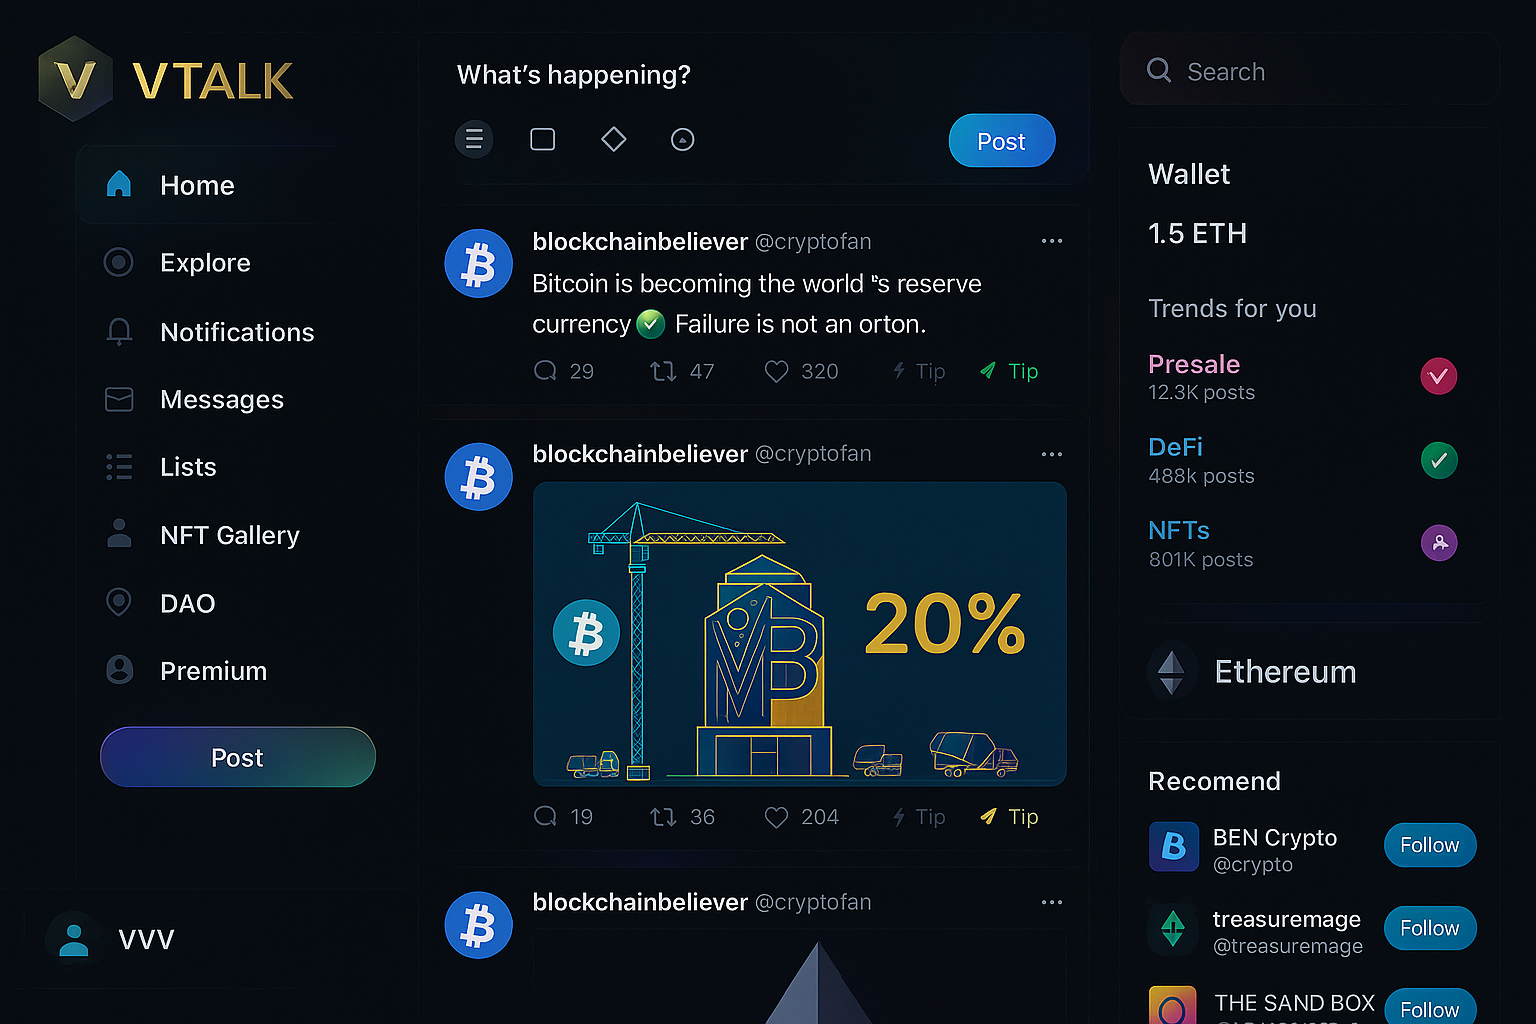 V VTALK
Home
Explore
Notifications
Messages
Lists
NFT Gallery
DAO
Premium
Post
VVV
What's happening?
Post
blockchainbeliever @cryptofan
Bitcoin is becoming the world “s reserve
currency ✅ Failure is not an orton.
29 47 320 Tip Tip
blockchainbeliever @cryptofan
MB
20%
19 36 204 Tip Tip
blockchainbeliever @cryptofan
Search
Wallet
1.5 ETH
Trends for you
Presale
12.3K posts
DeFi
488k posts
NFTs
801K posts
Ethereum
Recomend
B
BEN Crypto
@crypto
Follow
treasuremage
@treasuremage
Follow
THE SAND BOX
Follow